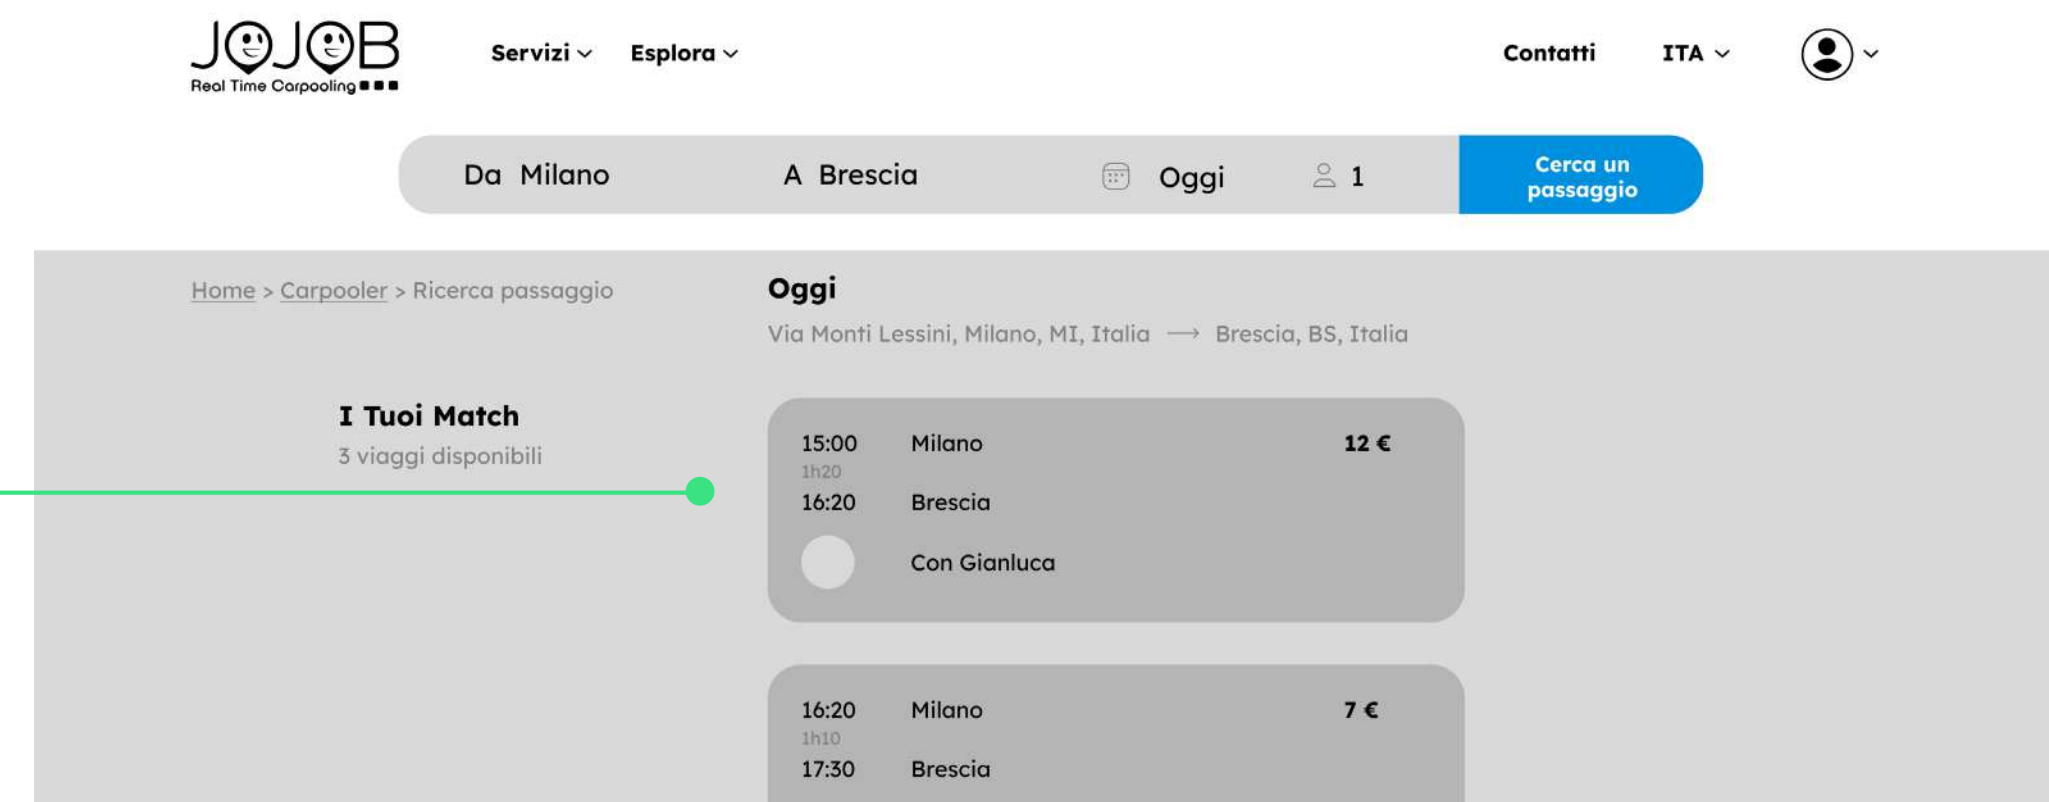 JOJOB
Real Time Carpooling
Servizi
Esplora
Contatti
ITA
Da Milano
A Brescia
Oggi
1
Cerca un
passaggio
Home > Carpooler > Ricerca passaggio
Oggi
Via Monti Lessini, Milano, MI, Italia → Brescia, BS, Italia
I Tuoi Match
3 viaggi disponibili
15:00 Milano 12 €
1h20
16:20 Brescia
Con Gianluca
16:20 Milano 7 €
1h10
17:30 Brescia